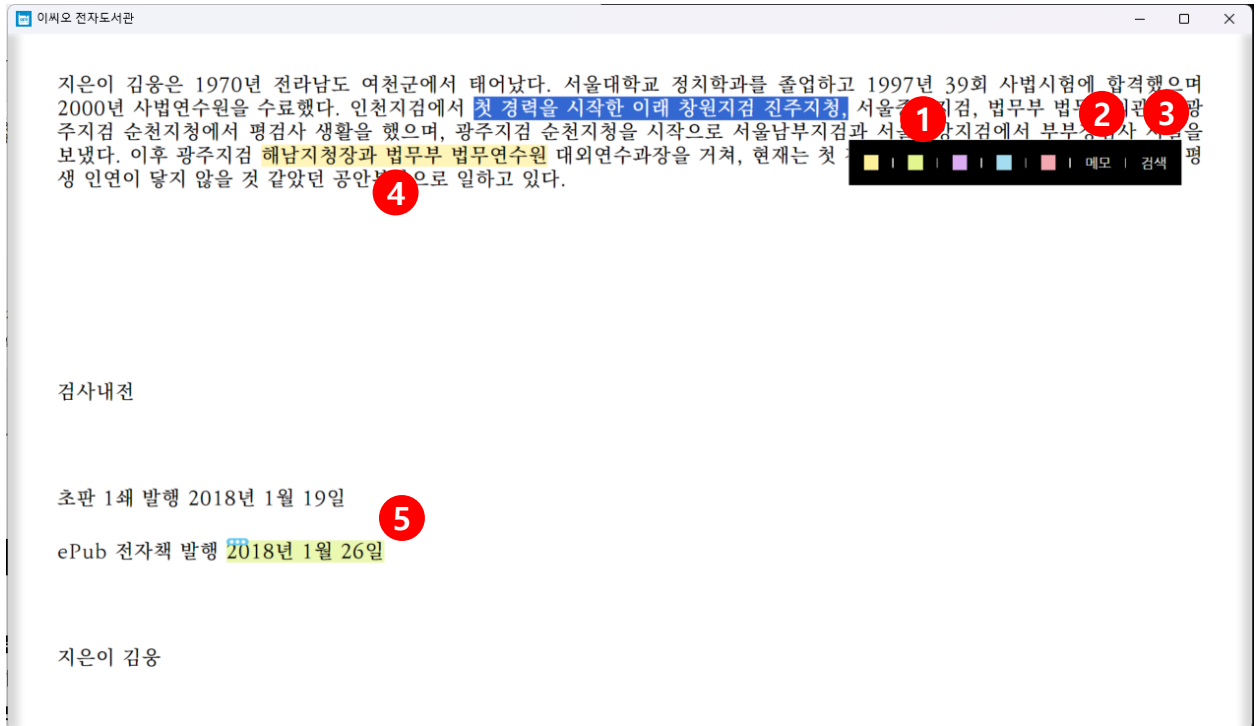 이씨오 전자도서관
지은이 김웅은 1970년 전라남도 여천군에서 태어났다. 서울대학교 정치학과를 졸업하고 1997년 39회 사법시험에 합격했으며
2000년 사법연수원을 수료했다. 인천지검에서 첫 경력을 시작한 이래 창원지검 진주지청, 지검, 법무부 광
1 2 3
주지검 순천지청에서 평검사 생활을 했으며, 광주지검 순천지청을 시작으로 서울남부지검과
보냈다. 이후 광주지검 해남지청장과 법무부 법무연수원 대외연수과장을 거쳐, 현재는 첫 평
메모 | 검색
생 인연이 닿지 않을 것 같았던 로 일하고 있다.
4
검사내전
초판 1쇄 발행 2018년 1월 19일
5
ePub 전자책 발행 2018년 1월 26일
지은이 김웅